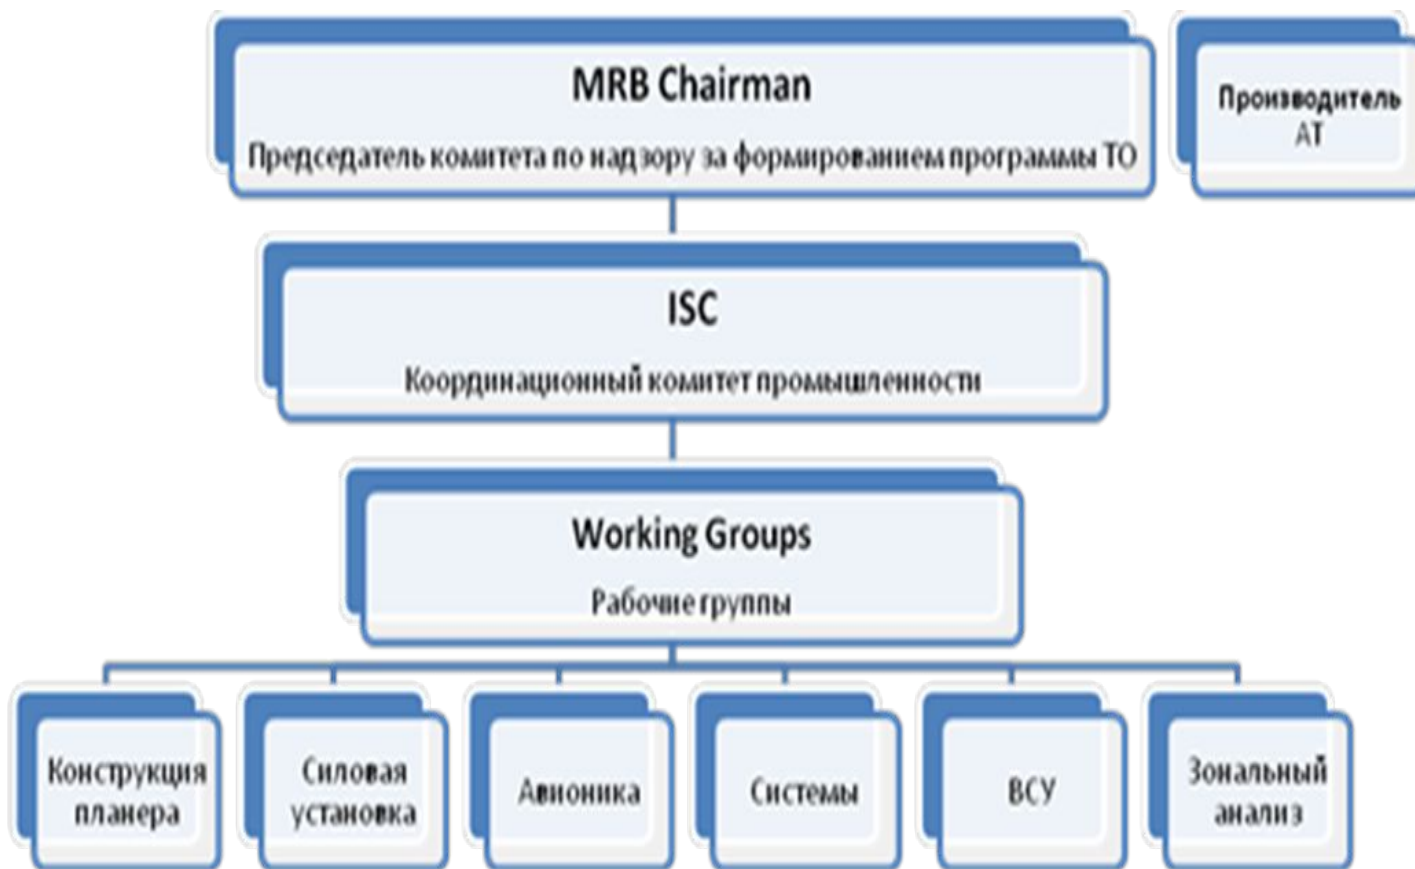 MRB Chairman
Председатель комитета по надзору за формированием программы ТО
Производитель
АТ
ISC
Координационный комитет промышленности
Working Groups
Рабочие группы
Конструкция
планера
Силовая
установка
Авионика
Системы
ВСУ
Зональный
анализ